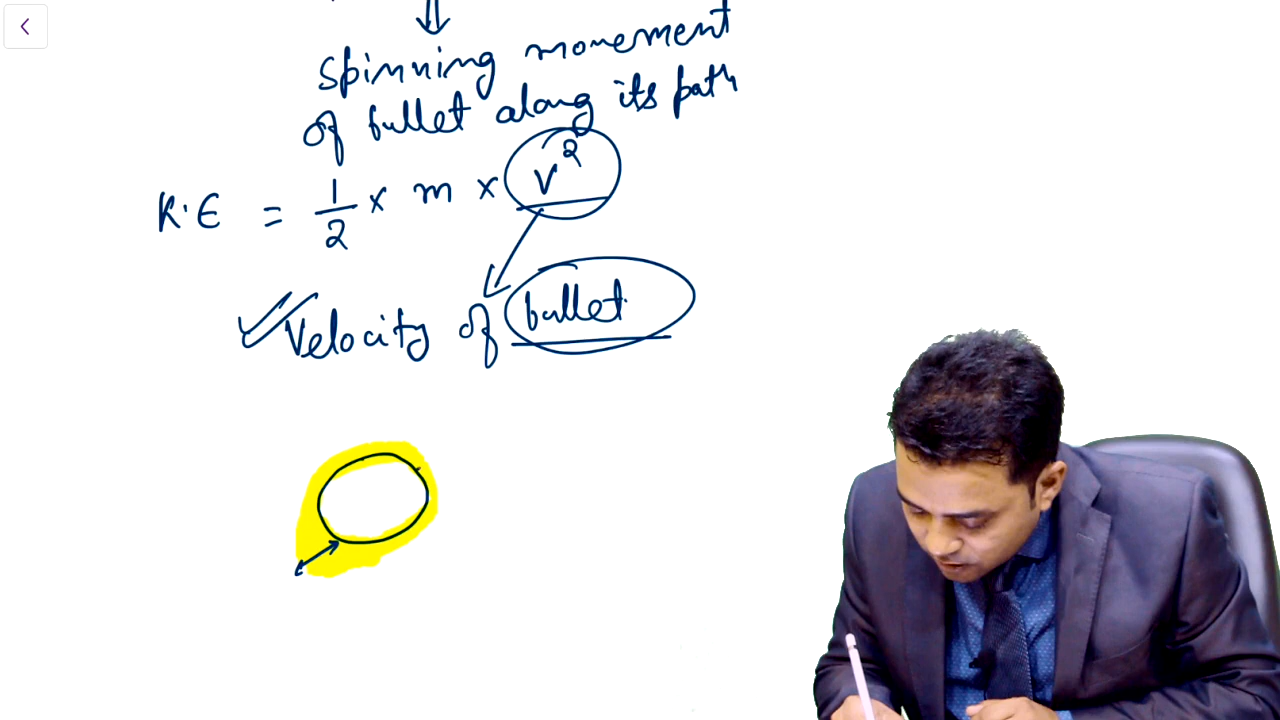 spinning movement
of bullet along its path
K.E = 1/2 × m × v²
Velocity of bullet